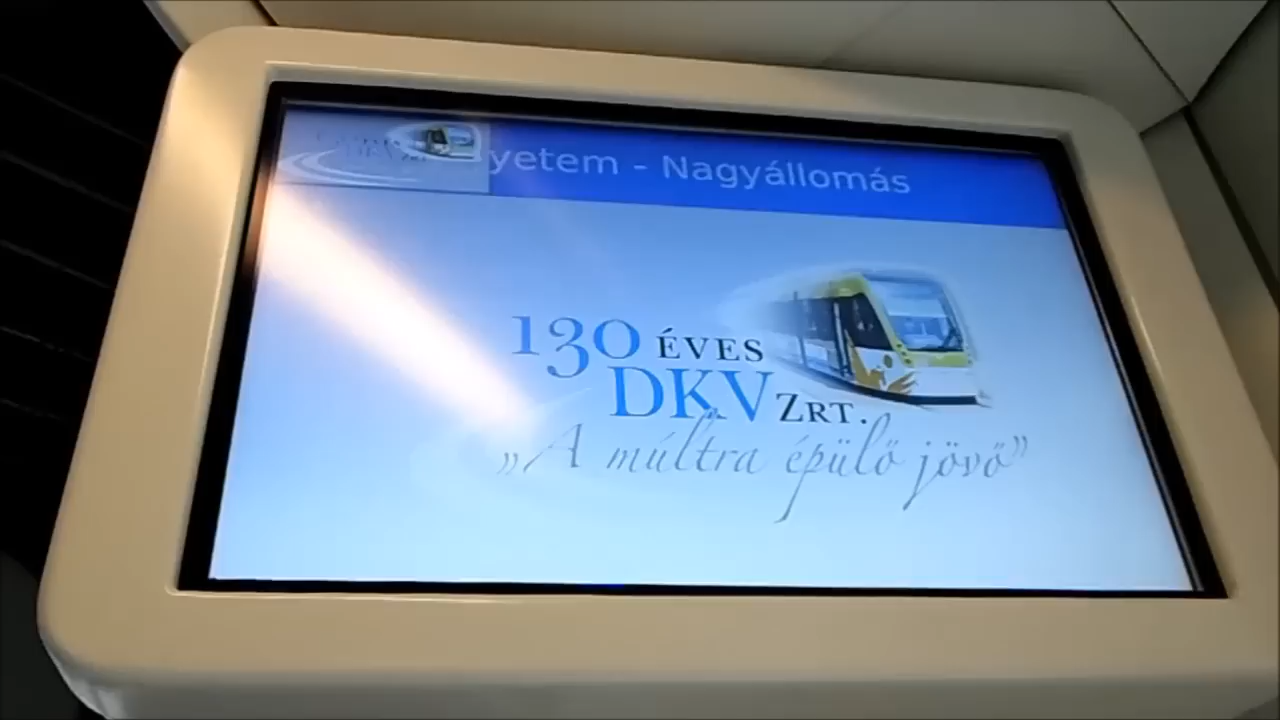 yetem - Nagyállomás
130 ÉVES
DKV ZRT.
„A múltra épülő jövő”